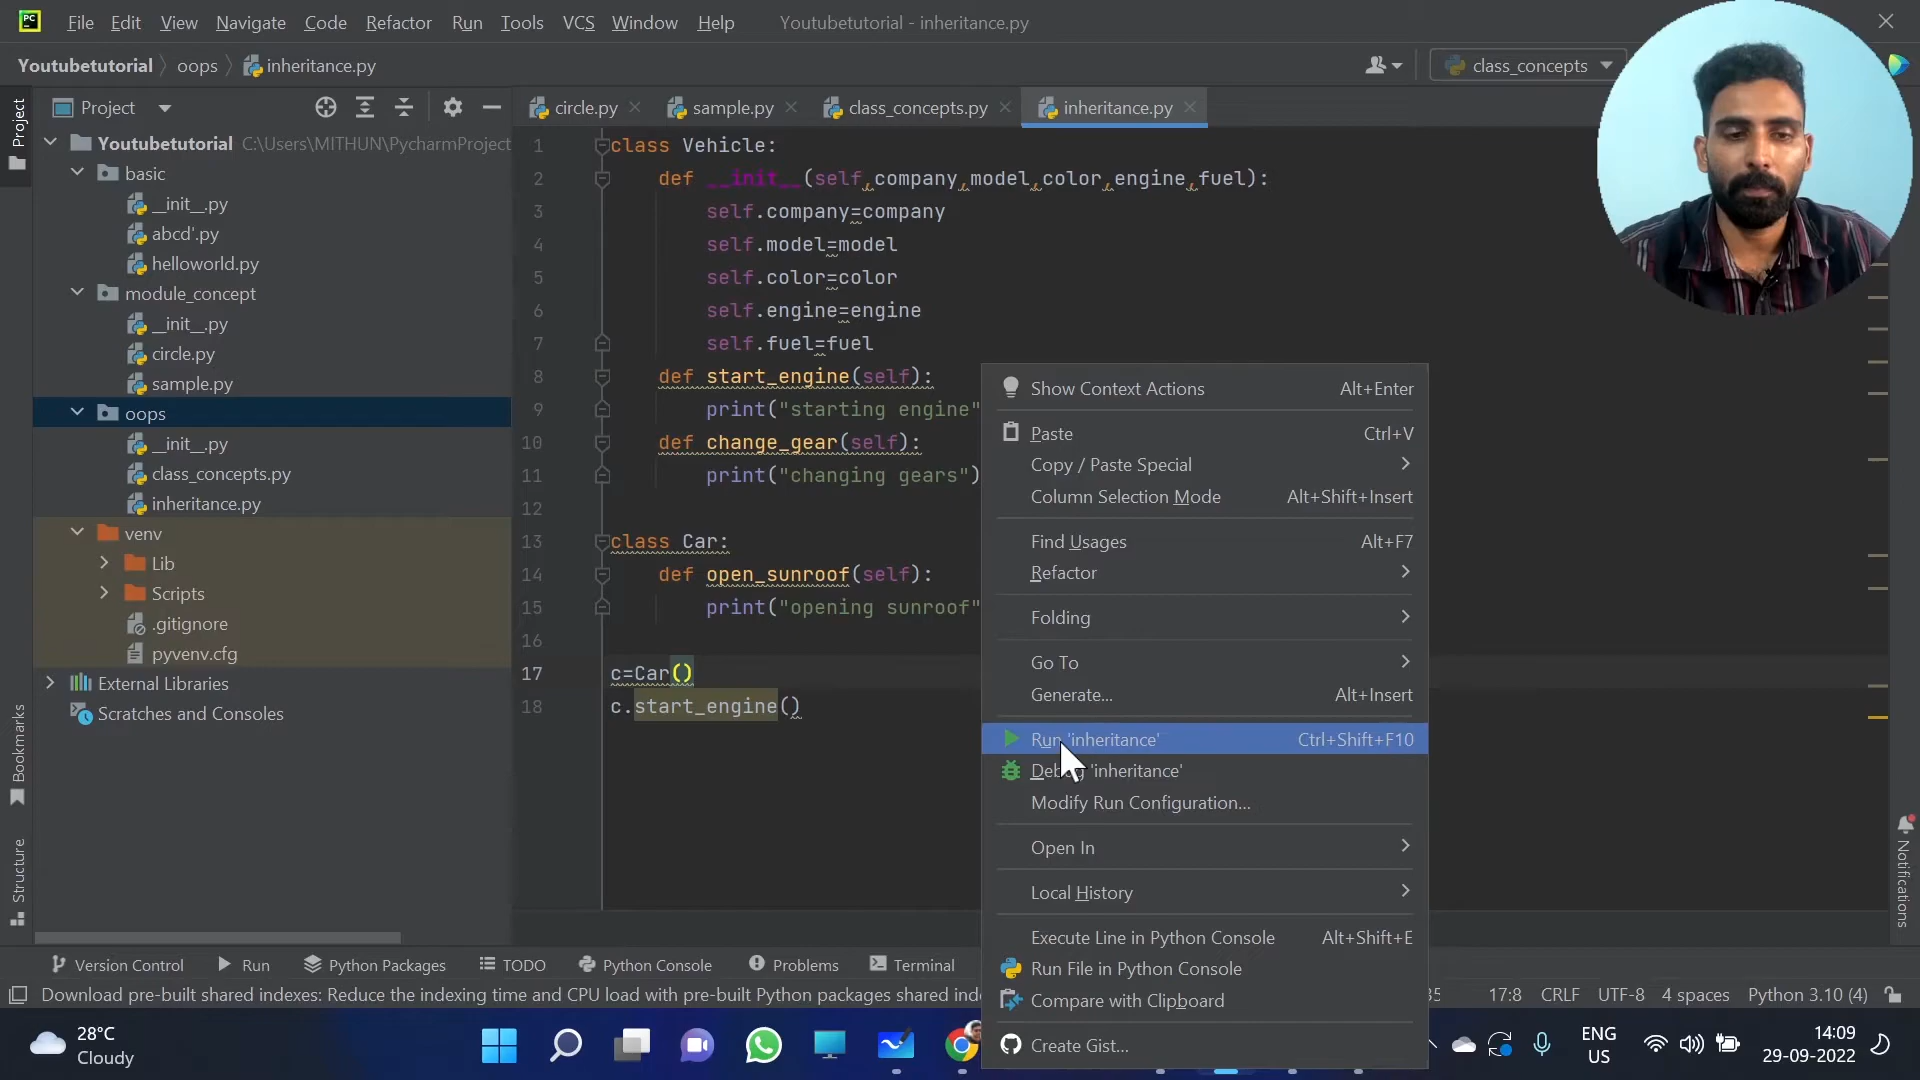 PC File Edit View Navigate Code Refactor Run Tools VCS Window Help Youtubetutorial - inheritance.py
Youtubetutorial oops inheritance.py class_concepts
Project
Project
circle.py sample.py class_concepts.py inheritance.py
Youtubetutorial C:\Users\MITHUN\PycharmProject
basic
__init__.py
abcd'.py
helloworld.py
module_concept
__init__.py
circle.py
sample.py
oops
__init__.py
class_concepts.py
inheritance.py
venv
Lib
Scripts
.gitignore
pyvenv.cfg
External Libraries
Scratches and Consoles
Bookmarks
Structure
1 class Vehicle:
2 def __init__(self,company,model,color,engine,fuel):
3 self.company=company
4 self.model=model
5 self.color=color
6 self.engine=engine
7 self.fuel=fuel
8 def start_engine(self):
9 print("starting engine"
10 def change_gear(self):
11 print("changing gears")
12
13 class Car:
14 def open_sunroof(self):
15 print("opening sunroof"
16
17 c=Car()
18 c.start_engine()
Show Context Actions Alt+Enter
Paste Ctrl+V
Copy / Paste Special
Column Selection Mode Alt+Shift+Insert
Find Usages Alt+F7
Refactor
Folding
Go To
Generate... Alt+Insert
Run 'inheritance' Ctrl+Shift+F10
Debug 'inheritance'
Modify Run Configuration...
Open In
Local History
Execute Line in Python Console Alt+Shift+E
Run File in Python Console
Compare with Clipboard
Create Gist...
Notifications
Version Control Run Python Packages TODO Python Console Problems Terminal
Download pre-built shared indexes: Reduce the indexing time and CPU load with pre-built Python packages shared 17:8 CRLF UTF-8 4 spaces Python 3.10 (4)
28°C
Cloudy
ENG
US
14:09
29-09-2022